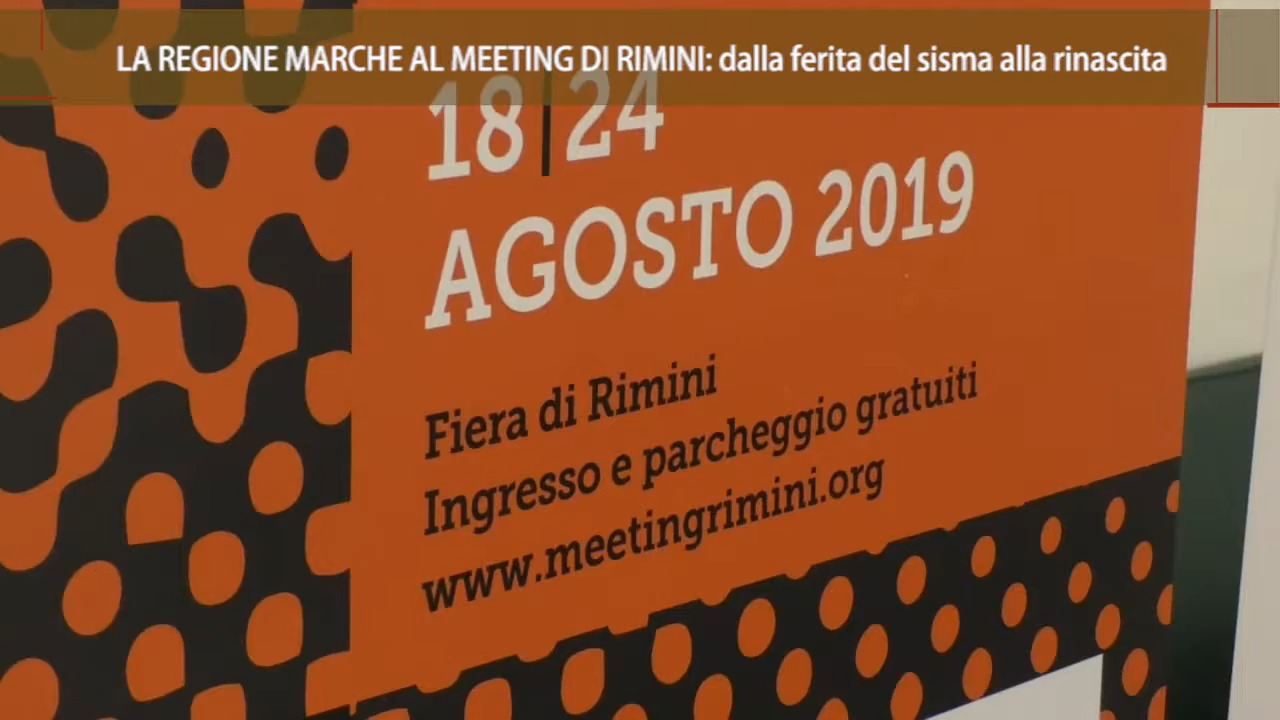 LA REGIONE MARCHE AL MEETING DI RIMINI: dalla ferita del sisma alla rinascita
18|24
AGOSTO 2019
Fiera di Rimini
Ingresso e parcheggio gratuiti
www.meetingrimini.org